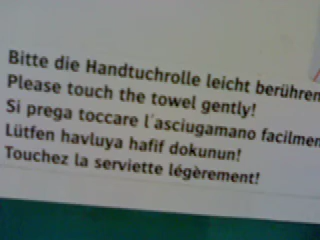 Bitte die Handtuchrolle leicht berühren
Please touch the towel gently!
Si prega toccare l´asciugamano
Lütfen havluya hafif dokunun!
Touchez la serviette légèrement!